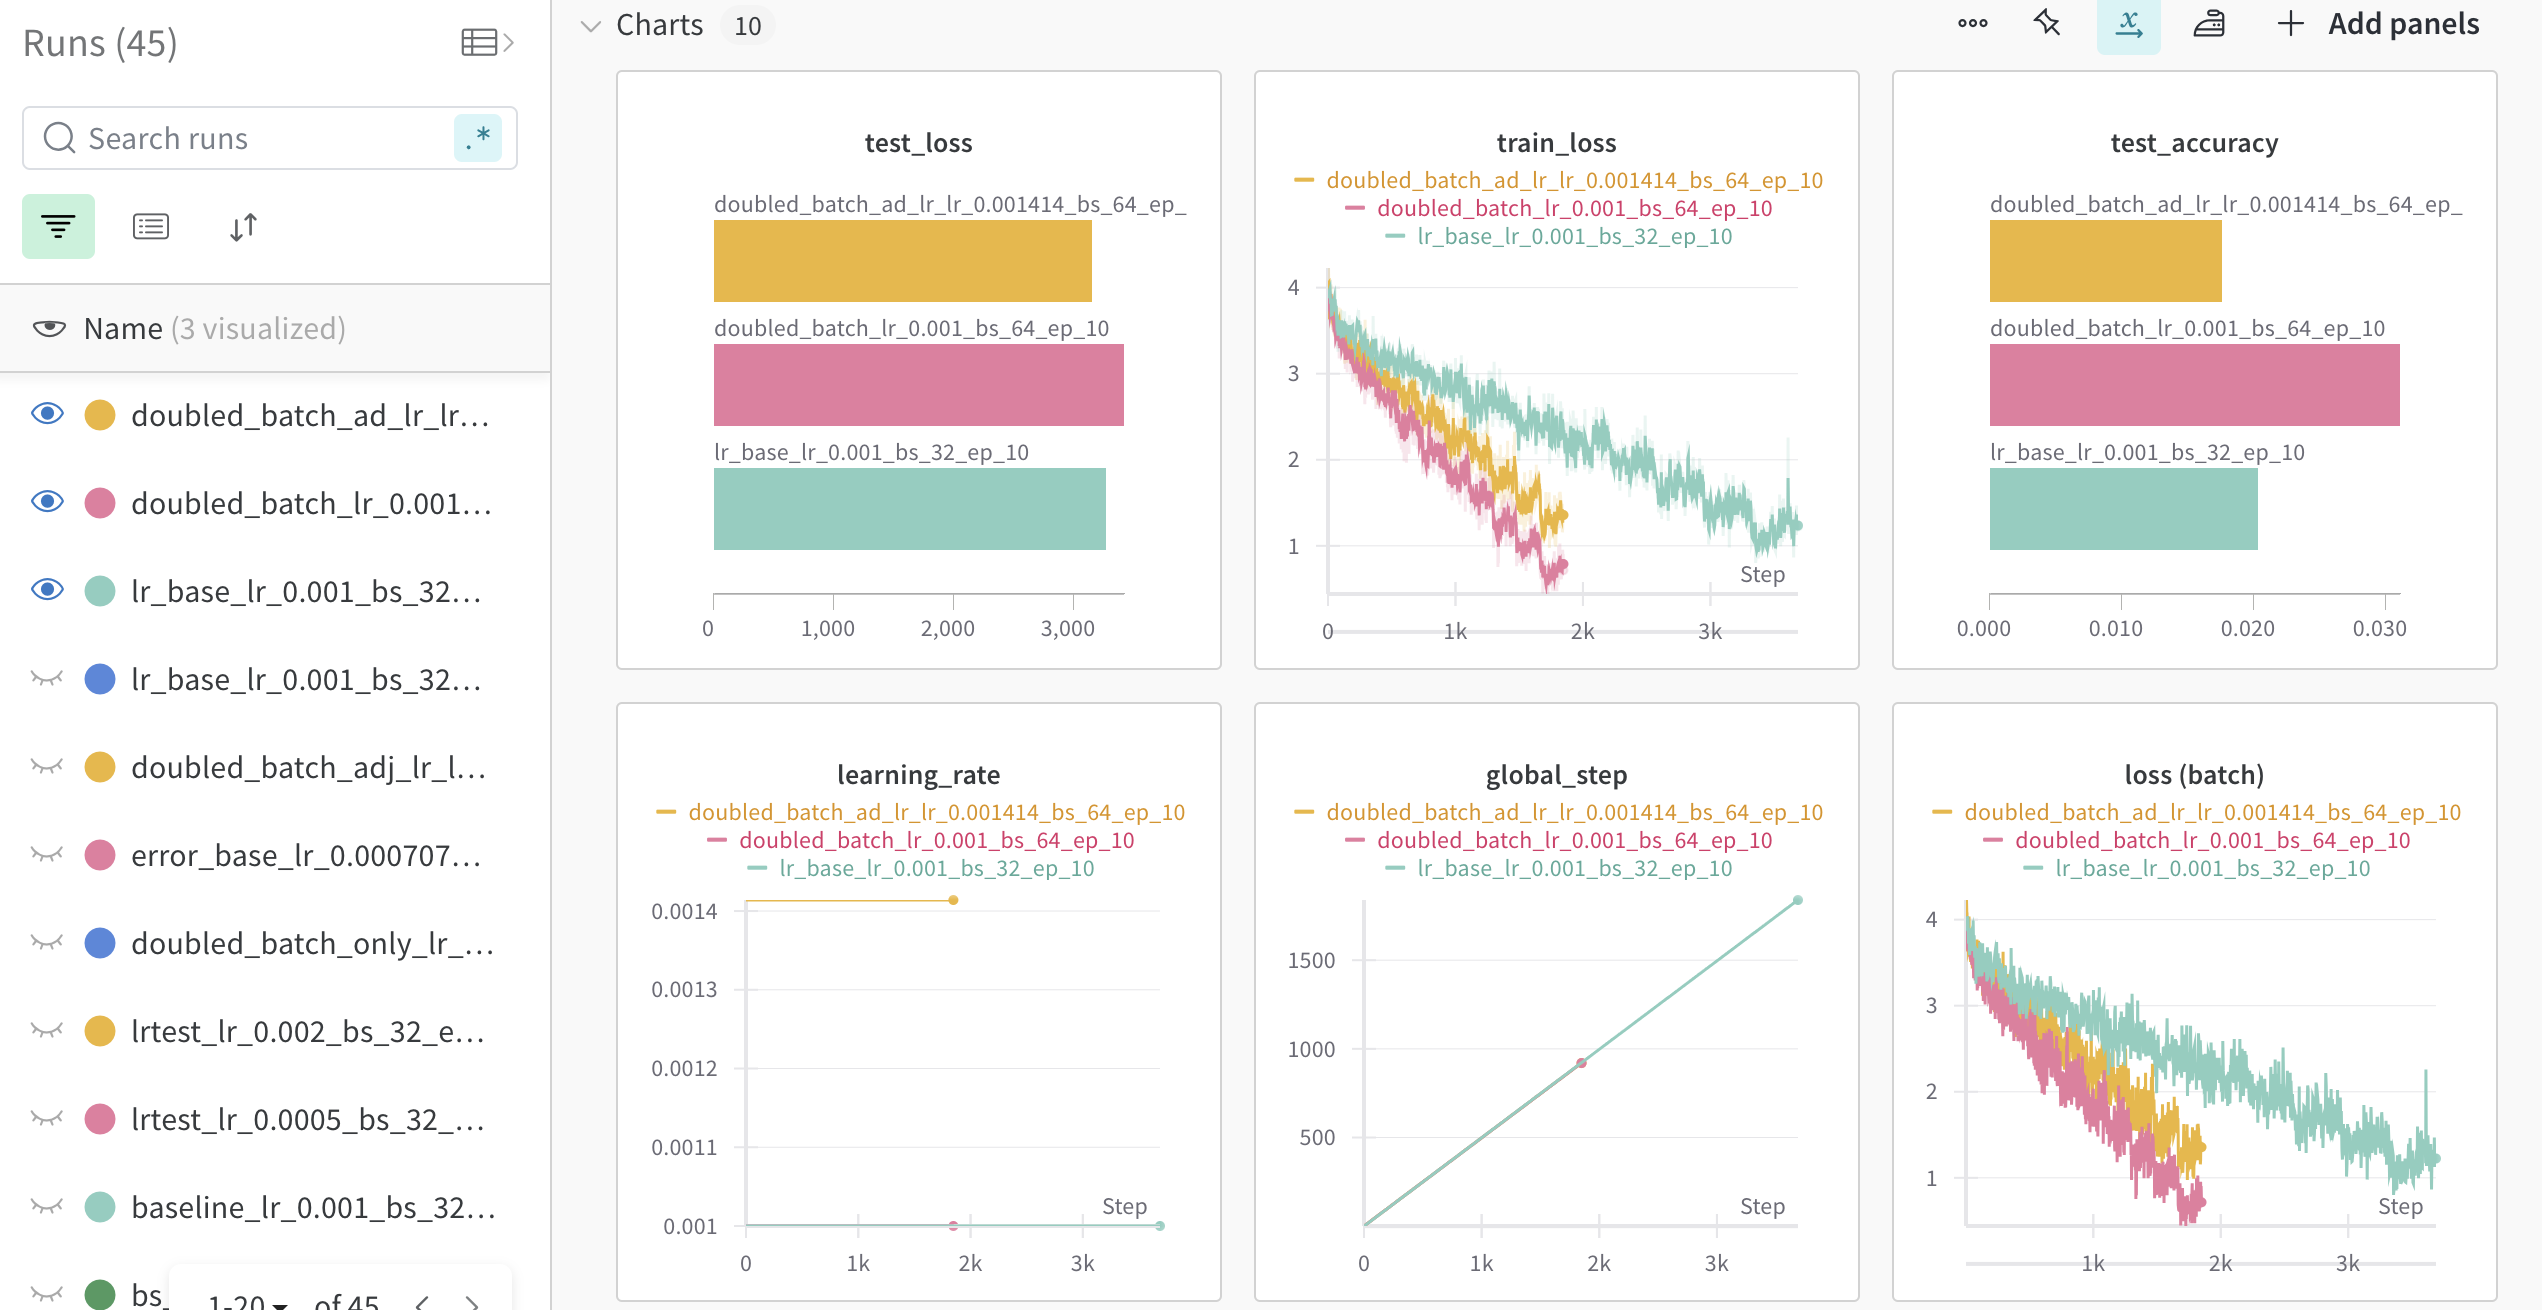 Runs (45)
Search runs
.*
Name (3 visualized)
doubled_batch_ad_lr_lr...
doubled_batch_lr_0.001...
lr_base_lr_0.001_bs_32...
lr_base_lr_0.001_bs_32...
doubled_batch_adj_lr_l...
error_base_lr_0.000707...
doubled_batch_only_lr_...
lrtest_lr_0.002_bs_32_e...
lrtest_lr_0.0005_bs_32_...
baseline_lr_0.001_bs_32...
bs_
1-20 of 45
Charts 10
x
Add panels
test_loss
doubled_batch_ad_lr_lr_0.001414_bs_64_ep_
doubled_batch_lr_0.001_bs_64_ep_10
lr_base_lr_0.001_bs_32_ep_10
0 1,000 2,000 3,000
train_loss
doubled_batch_ad_lr_lr_0.001414_bs_64_ep_10
doubled_batch_lr_0.001_bs_64_ep_10
lr_base_lr_0.001_bs_32_ep_10
4
3
2
1
Step
0 1k 2k 3k
test_accuracy
doubled_batch_ad_lr_lr_0.001414_bs_64_ep_
doubled_batch_lr_0.001_bs_64_ep_10
lr_base_lr_0.001_bs_32_ep_10
0.000 0.010 0.020 0.030
learning_rate
doubled_batch_ad_lr_lr_0.001414_bs_64_ep_10
doubled_batch_lr_0.001_bs_64_ep_10
lr_base_lr_0.001_bs_32_ep_10
0.0014
0.0013
0.0012
0.0011
0.001
Step
0 1k 2k 3k
global_step
doubled_batch_ad_lr_lr_0.001414_bs_64_ep_10
doubled_batch_lr_0.001_bs_64_ep_10
lr_base_lr_0.001_bs_32_ep_10
1500
1000
500
Step
0 1k 2k 3k
loss (batch)
doubled_batch_ad_lr_lr_0.001414_bs_64_ep_10
doubled_batch_lr_0.001_bs_64_ep_10
lr_base_lr_0.001_bs_32_ep_10
4
3
2
1
Step
1k 2k 3k